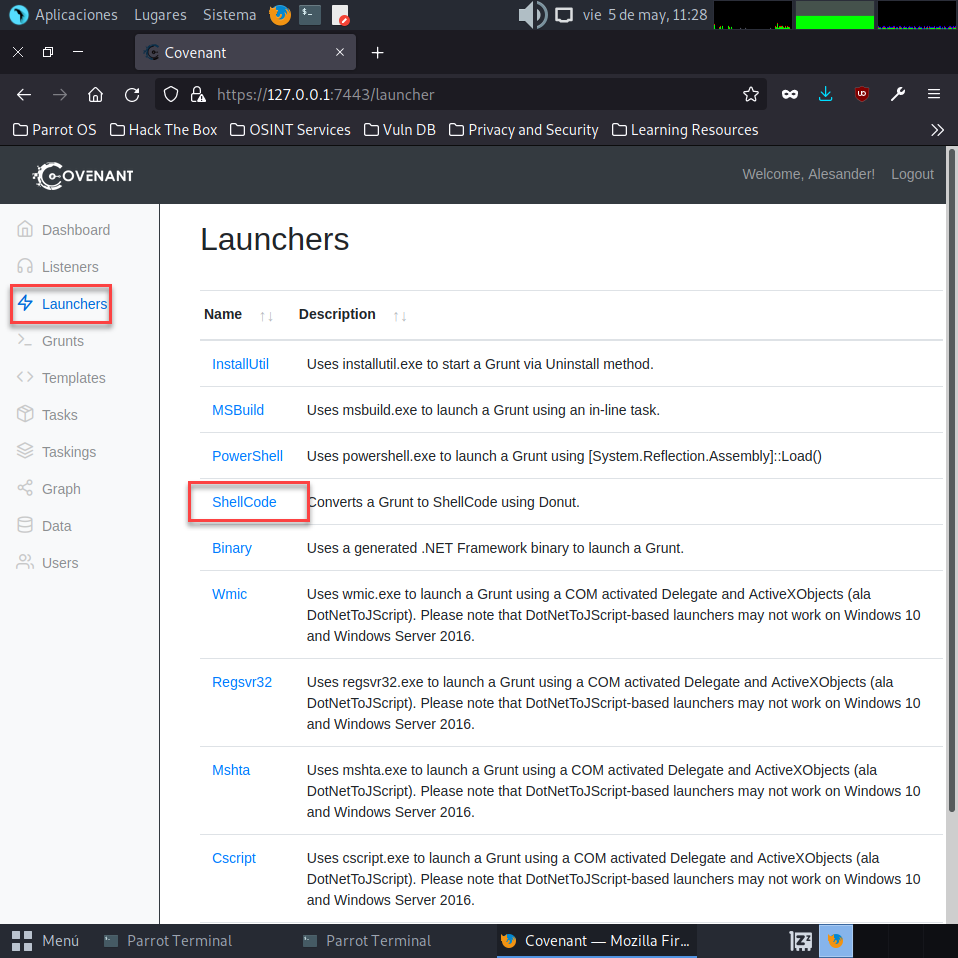 Aplicaciones Lugares Sistema vie 5 de may, 11:28
Covenant
https://127.0.0.1:7443/launcher
Parrot OS Hack The Box OSINT Services Vuln DB Privacy and Security Learning Resources
COVENANT Welcome, Alesander! Logout
Dashboard
Listeners
Launchers
Grunts
Templates
Tasks
Taskings
Graph
Data
Users
Launchers
Name ↑↓ Description ↑↓
InstallUtil Uses installutil.exe to start a Grunt via Uninstall method.
MSBuild Uses msbuild.exe to launch a Grunt using an in-line task.
PowerShell Uses powershell.exe to launch a Grunt using [System.Reflection.Assembly]::Load()
ShellCode Converts a Grunt to ShellCode using Donut.
Binary Uses a generated .NET Framework binary to launch a Grunt.
Wmic Uses wmic.exe to launch a Grunt using a COM activated Delegate and ActiveXObjects (ala
DotNetToJScript). Please note that DotNetToJScript-based launchers may not work on Windows 10
and Windows Server 2016.
Regsvr32 Uses regsvr32.exe to launch a Grunt using a COM activated Delegate and ActiveXObjects (ala
DotNetToJScript). Please note that DotNetToJScript-based launchers may not work on Windows 10
and Windows Server 2016.
Mshta Uses mshta.exe to launch a Grunt using a COM activated Delegate and ActiveXObjects (ala
DotNetToJScript). Please note that DotNetToJScript-based launchers may not work on Windows 10
and Windows Server 2016.
Cscript Uses cscript.exe to launch a Grunt using a COM activated Delegate and ActiveXObjects (ala
DotNetToJScript). Please note that DotNetToJScript-based launchers may not work on Windows 10
and Windows Server 2016.
Menú Parrot Terminal Parrot Terminal Covenant — Mozilla Fir...